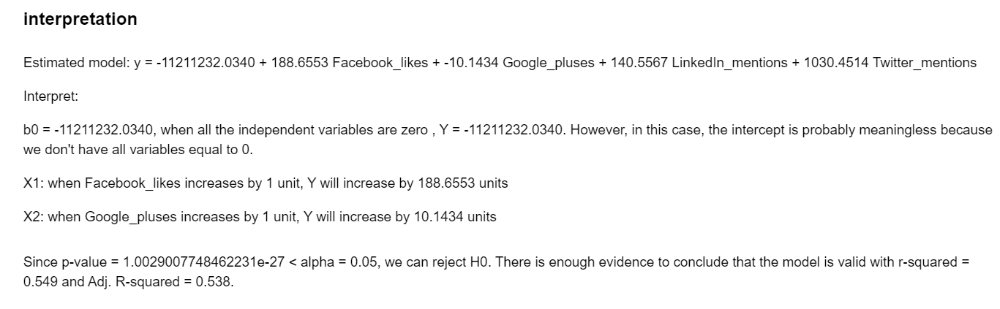 interpretation
Estimated model: y = -11211232.0340 + 188.6553 Facebook_likes + -10.1434 Google_pluses + 140.5567 LinkedIn_mentions + 1030.4514 Twitter_mentions
Interpret:
b0 = -11211232.0340, when all the independent variables are zero , Y = -11211232.0340. However, in this case, the intercept is probably meaningless because
we don't have all variables equal to 0.
X1: when Facebook_likes increases by 1 unit, Y will increase by 188.6553 units
X2: when Google_pluses increases by 1 unit, Y will increase by 10.1434 units
Since p-value = 1.0029007748462231e-27 < alpha = 0.05, we can reject H0. There is enough evidence to conclude that the model is valid with r-squared =
0.549 and Adj. R-squared = 0.538.